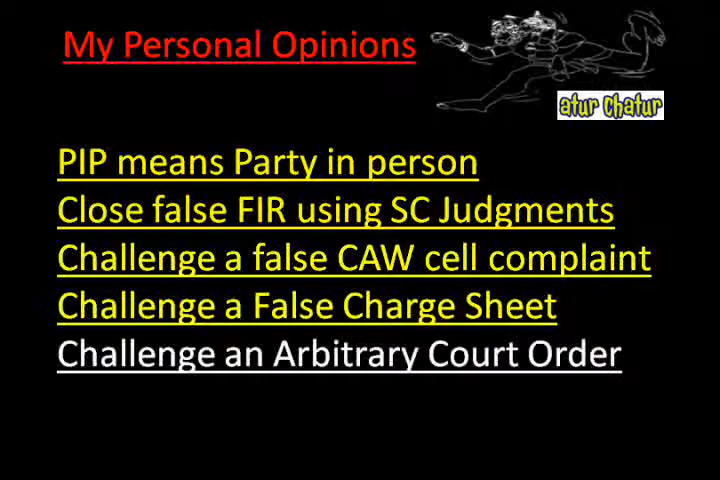 My Personal Opinions
atur chatur
PIP means Party in person
Close false FIR using SC Judgments
Challenge a false CAW cell complaint
Challenge a False Charge Sheet
Challenge an Arbitrary Court Order